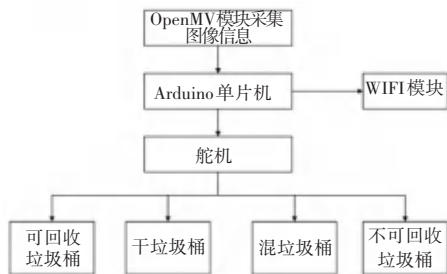 OpenMV模块采集
图像信息
Arduino单片机
WIFI模块
舵机
可回收
垃圾桶
干垃圾桶
混垃圾桶
不可回收
垃圾桶